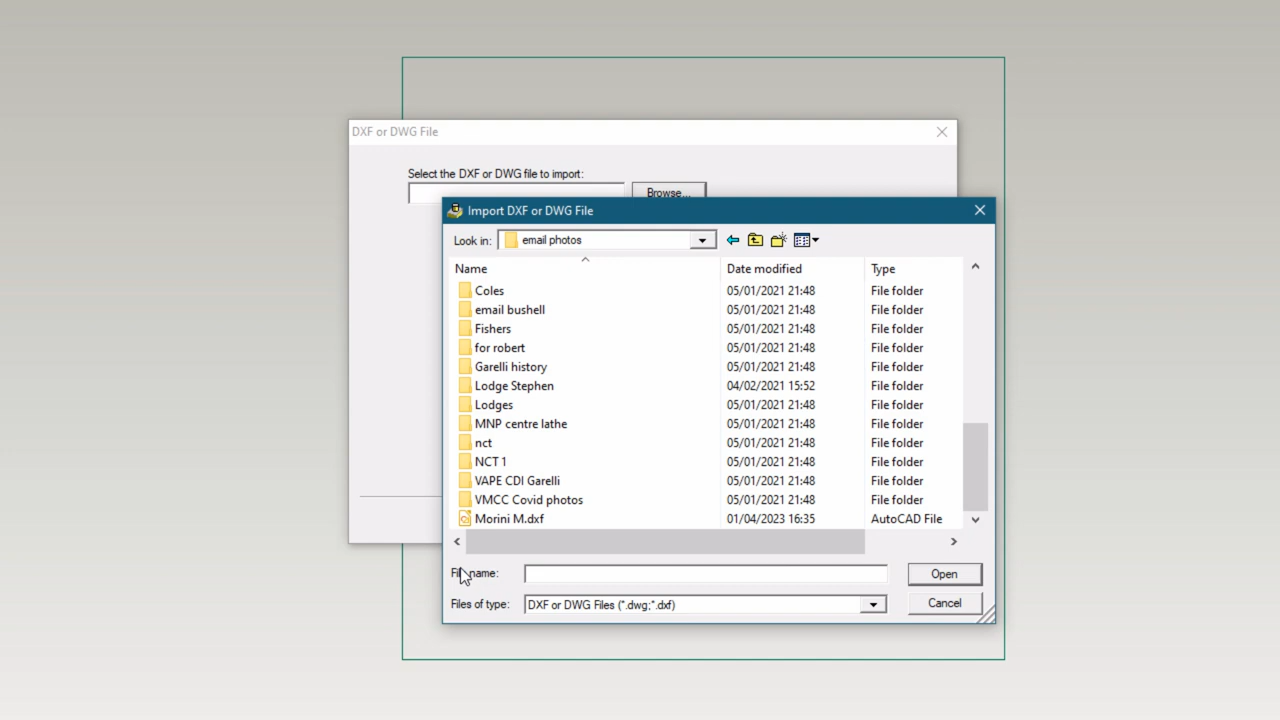 DXF or DWG File
Select the DXF or DWG file to import:
Browse...
Import DXF or DWG File
Look in: email photos
Name Date modified Type
Coles 05/01/2021 21:48 File folder
email bushell 05/01/2021 21:48 File folder
Fishers 05/01/2021 21:48 File folder
for robert 05/01/2021 21:48 File folder
Garelli history 05/01/2021 21:48 File folder
Lodge Stephen 04/02/2021 15:52 File folder
Lodges 05/01/2021 21:48 File folder
MNP centre lathe 05/01/2021 21:48 File folder
nct 05/01/2021 21:48 File folder
NCT 1 05/01/2021 21:48 File folder
VAPE CDI Garelli 05/01/2021 21:48 File folder
VMCC Covid photos 05/01/2021 21:48 File folder
Morini M.dxf 01/04/2023 16:35 AutoCAD File
File name: Open
Files of type: DXF or DWG Files (*.dwg;*.dxf) Cancel